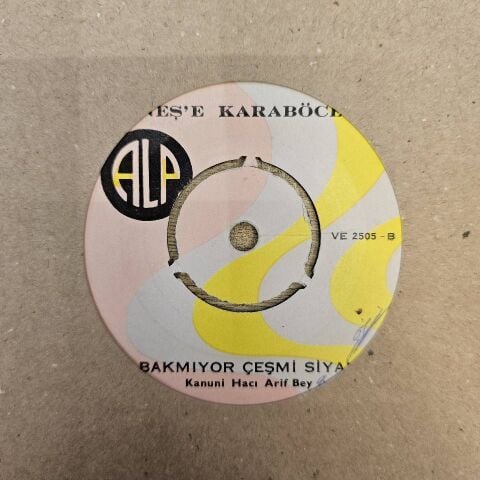 NEŞ'E KARABÖCE
ALP
VE 2505 - B
BAKMIYOR ÇEŞMİ SİYA
Kanuni Hacı Arif Bey